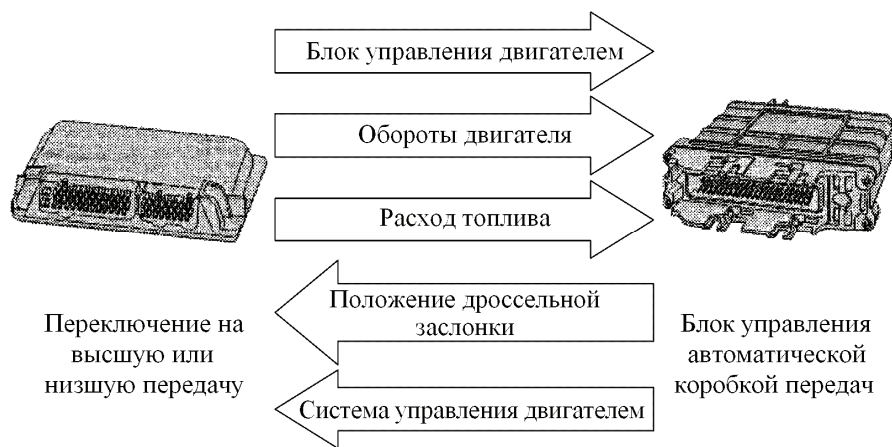 Блок управления двигателем
Обороты двигателя
Расход топлива
Положение дроссельной
заслонки
Система управления двигателем
Переключение на
высшую или
низшую передачу
Блок управления
автоматической
коробкой передач